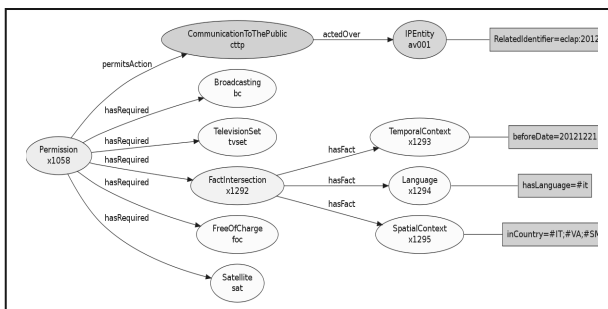 CommunicationToThePublic
cttp
actedOver
IPEntity
av001
RelatedIdentifier=eclap:2012
permitsAction
Broadcasting
bc
hasRequired
TelevisionSet
tvset
hasRequired
TemporalContext
x1293
beforeDate=20121221
Permission
x1058
hasRequired
hasFact
FactIntersection
x1292
hasFact
Language
x1294
hasLanguage=#it
hasRequired
hasFact
FreeOfCharge
foc
SpatialContext
x1295
inCountry=#IT;#VA;#SM
hasRequired
Satellite
sat